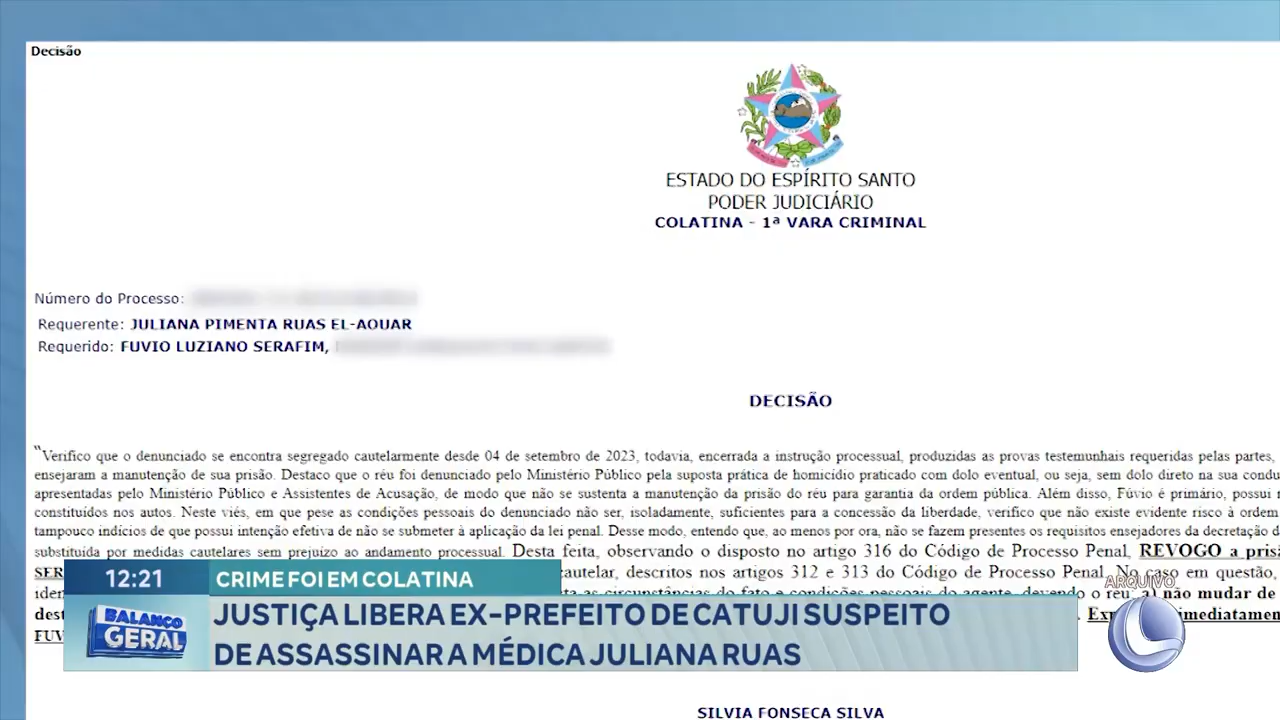 Decisão
ESTADO DO ESPÍRITO SANTO
PODER JUDICIÁRIO
COLATINA - 1ª VARA CRIMINAL
Número do Processo:
Requerente: JULIANA PIMENTA RUAS EL-AOUAR
Requerido: FUVIO LUZIANO SERAFIM,
DECISÃO
"Verifico que o denunciado se encontra segregado cautelarmente desde 04 de setembro de 2023, todavia, encerrada a instrução processual, produzidas as provas testemunhais requeridas pelas partes,
ensejaram a manutenção de sua prisão. Destaco que o réu foi denunciado pelo Ministério Público pela suposta prática de homicídio praticado com dolo eventual, ou seja, sem dolo direto na sua condu
apresentadas pelo Ministério Público e Assistentes de Acusação, de modo que não se sustenta a manutenção da prisão do réu para garantia da ordem pública. Além disso, Fúvio é primário, possui
constituídos nos autos. Neste viés, em que pese as condições pessoais do denunciado não ser, isoladamente, suficientes para a concessão da liberdade, verifico que não existe evidente risco à ordem
tampouco indícios de que possui intenção efetiva de não se submeter à aplicação da lei penal. Desse modo, entendo que, ao menos por ora, não se fazem presentes os requisitos ensejadores da decretação d
substituída por medidas cautelares sem prejuízo ao andamento processual. Desta feita, observando o disposto no artigo 316 do Código de Processo Penal, REVOGO a pris
SER cautelar, descritos nos artigos 312 e 313 do Código de Processo Penal. No caso em questão,
iden as circunstâncias do fato e condições pessoais do agente, devendo o réu: a) não mudar de
dest Exp imediatamen
FUV
SILVIA FONSECA SILVA
ARQUIVO
12:21
CRIME FOI EM COLATINA
BALANÇO
GERAL
JUSTIÇA LIBERA EX-PREFEITO DE CATUJI SUSPEITO
DE ASSASSINAR A MÉDICA JULIANA RUAS